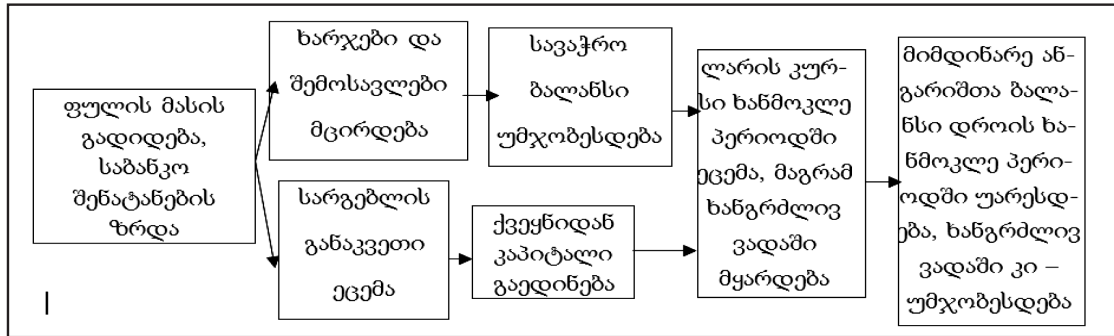 ფულის მასის
გადიდება,
საბანკო
შენატანების
ზრდა
ხარჯები და
შემოსავლები
მცირდება
სავაჭრო
ბალანსი
უმჯობესდება
სარგებლის
განაკვეთი
ეცემა
ქვეყნიდან
კაპიტალი
გაედინება
ლარის კურ-
სი ხანმოკლე
პერიოდში
ეცემა, მაგრამ
ხანგრძლივ
ვადაში
მყარდება
მიმდინარე ან-
გარიშთა ბალა-
ნსი დროის ხა-
ნმოკლე პერი-
ოდში უარესდ-
ება, ხანგრძლივ
ვადაში კი –
უმჯობესდება